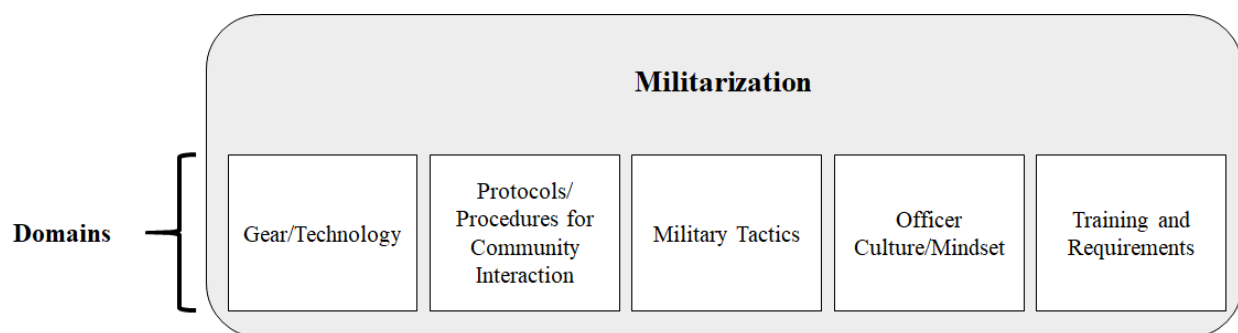 Militarization
Domains
Gear/Technology
Protocols/
Procedures for
Community
Interaction
Military Tactics
Officer
Culture/Mindset
Training and
Requirements